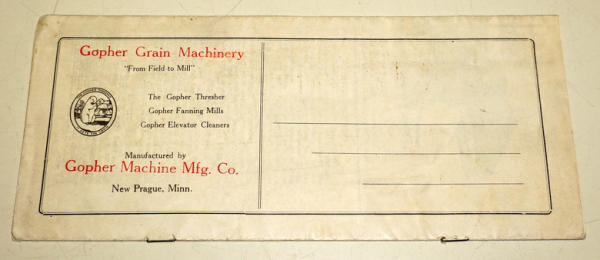 Gopher Grain Machinery
"From Field to Mill"
The Gopher Thresher
Gopher Fanning Mills
Gopher Elevator Cleaners
Manufactured by
Gopher Machine Mfg. Co.
New Prague, Minn.